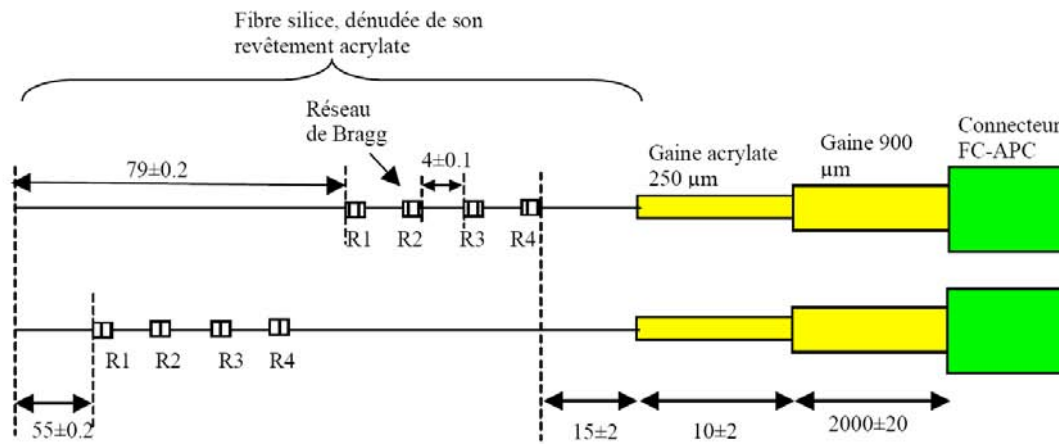 Fibre silice, dénudée de son
revêtement acrylate
Réseau
de Bragg
79±0.2
4±0.1
Gaine acrylate
250 µm
Gaine 900
µm
Connecteur
FC-APC
R1
R2
R3
R4
R1
R2
R3
R4
55±0.2
15±2
10±2
2000±20